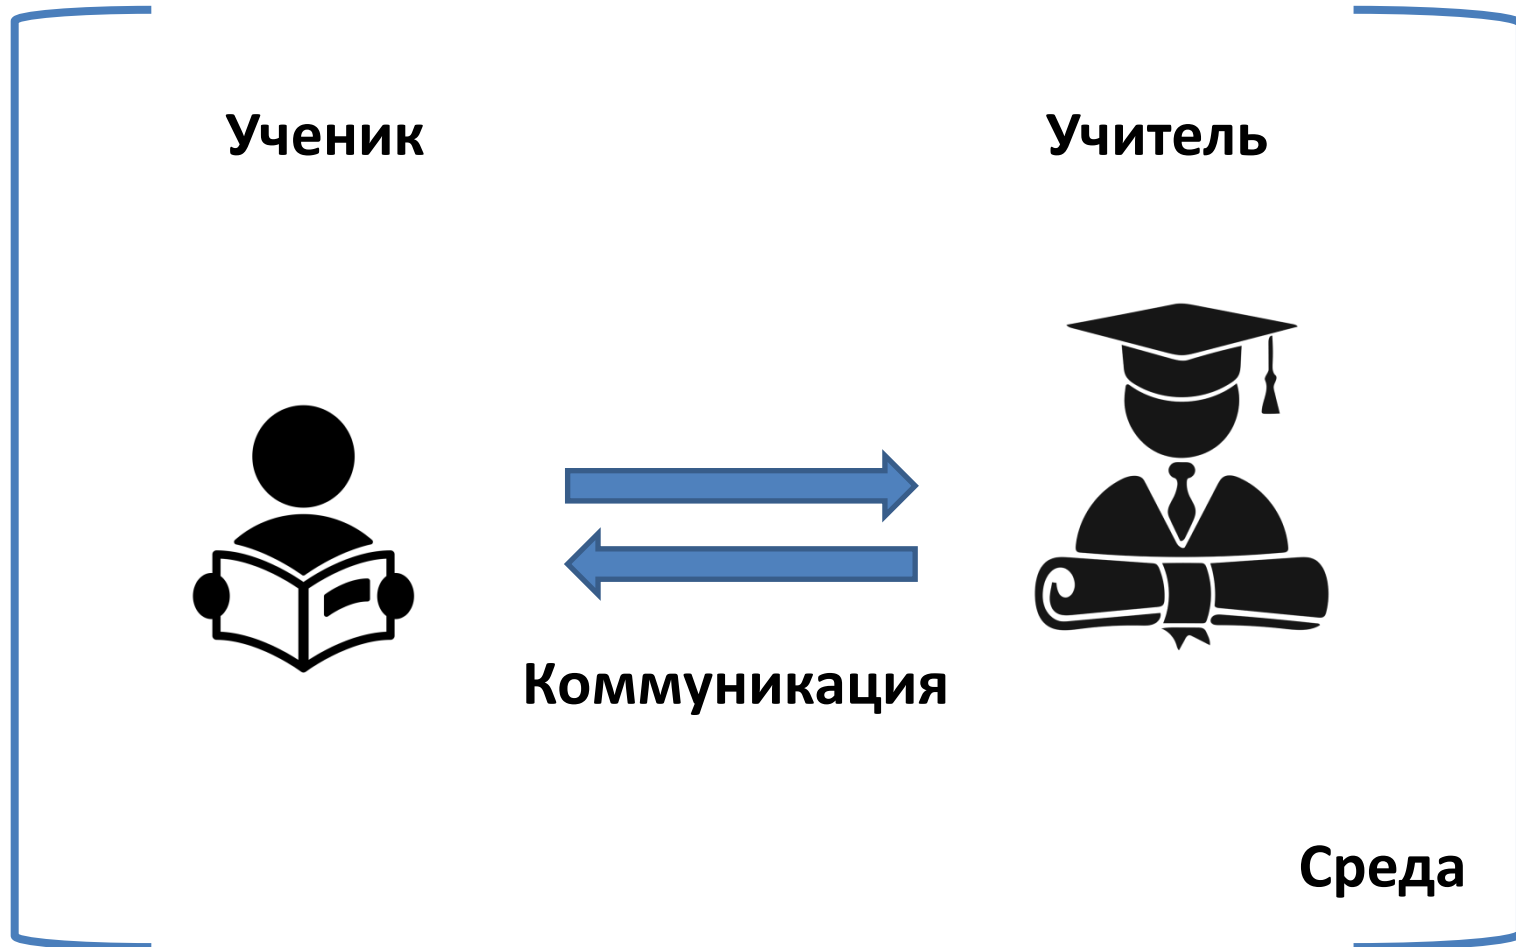 Ученик
Учитель
Коммуникация
Среда